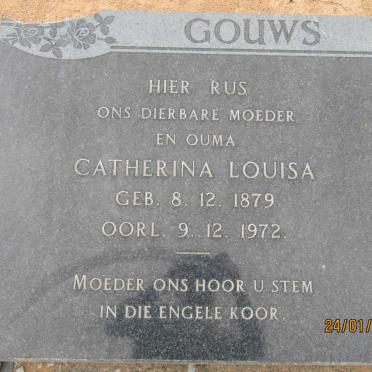 GOUWS
HIER RUS
ONS DIERBARE MOEDER
EN OUMA
CATHERINA LOUISA
GEB. 8. 12. 1879
OORL. 9. 12. 1972.
MOEDER ONS HOOR U STEM
IN DIE ENGELE KOOR.
24/01/